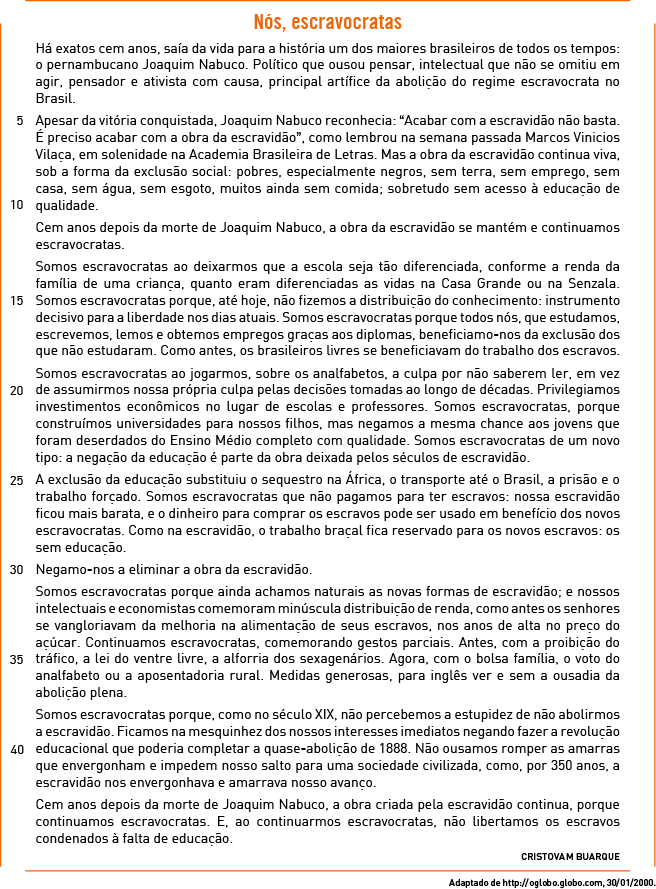 Nós, escravocratas
Há exatos cem anos, saía da vida para a história um dos maiores brasileiros de todos os tempos:
o pernambucano Joaquim Nabuco. Político que ousou pensar, intelectual que não se omitiu em
agir, pensador e ativista com causa, principal artífice da abolição do regime escravocrata no
Brasil.
5 Apesar da vitória conquistada, Joaquim Nabuco reconhecia: “Acabar com a escravidão não basta.
É preciso acabar com a obra da escravidão”, como lembrou na semana passada Marcos Vinicios
Vilaça, em solenidade na Academia Brasileira de Letras. Mas a obra da escravidão continua viva,
sob a forma da exclusão social: pobres, especialmente negros, sem terra, sem emprego, sem
casa, sem água, sem esgoto, muitos ainda sem comida; sobretudo sem acesso à educação de
10 qualidade.
Cem anos depois da morte de Joaquim Nabuco, a obra da escravidão se mantém e continuamos
escravocratas.
Somos escravocratas ao deixarmos que a escola seja tão diferenciada, conforme a renda da
família de uma criança, quanto eram diferenciadas as vidas na Casa Grande ou na Senzala.
15 Somos escravocratas porque, até hoje, não fizemos a distribuição do conhecimento: instrumento
decisivo para a liberdade nos dias atuais. Somos escravocratas porque todos nós, que estudamos,
escrevemos, lemos e obtemos empregos graças aos diplomas, beneficiamo-nos da exclusão dos
que não estudaram. Como antes, os brasileiros livres se beneficiavam do trabalho dos escravos.
Somos escravocratas ao jogarmos, sobre os analfabetos, a culpa por não saberem ler, em vez
20 de assumirmos nossa própria culpa pelas decisões tomadas ao longo de décadas. Privilegiamos
investimentos econômicos no lugar de escolas e professores. Somos escravocratas, porque
construímos universidades para nossos filhos, mas negamos a mesma chance aos jovens que
foram deserdados do Ensino Médio completo com qualidade. Somos escravocratas de um novo
tipo: a negação da educação é parte da obra deixada pelos séculos de escravidão.
25 A exclusão da educação substituiu o sequestro na África, o transporte até o Brasil, a prisão e o
trabalho forçado. Somos escravocratas que não pagamos para ter escravos: nossa escravidão
ficou mais barata, e o dinheiro para comprar os escravos pode ser usado em benefício dos novos
escravocratas. Como na escravidão, o trabalho braçal fica reservado para os novos escravos: os
sem educação.
30 Negamo-nos a eliminar a obra da escravidão.
Somos escravocratas porque ainda achamos naturais as novas formas de escravidão; e nossos
intelectuais e economistas comemoram minúscula distribuição de renda, como antes os senhores
se vangloriavam da melhoria na alimentação de seus escravos, nos anos de alta no preço do
açúcar. Continuamos escravocratas, comemorando gestos parciais. Antes, com a proibição do
35 tráfico, a lei do ventre livre, a alforria dos sexagenários. Agora, com o bolsa família, o voto do
analfabeto ou a aposentadoria rural. Medidas generosas, para inglês ver e sem a ousadia da
abolição plena.
Somos escravocratas porque, como no século XIX, não percebemos a estupidez de não abolirmos
a escravidão. Ficamos na mesquinhez dos nossos interesses imediatos negando fazer a revolução
40 educacional que poderia completar a quase-abolição de 1888. Não ousamos romper as amarras
que envergonham e impedem nosso salto para uma sociedade civilizada, como, por 350 anos, a
escravidão nos envergonhava e amarrava nosso avanço.
Cem anos depois da morte de Joaquim Nabuco, a obra criada pela escravidão continua, porque
continuamos escravocratas. E, ao continuarmos escravocratas, não libertamos os escravos
condenados à falta de educação.
CRISTOVAM BUARQUE
Adaptado de http://oglobo.globo.com, 30/01/2000.